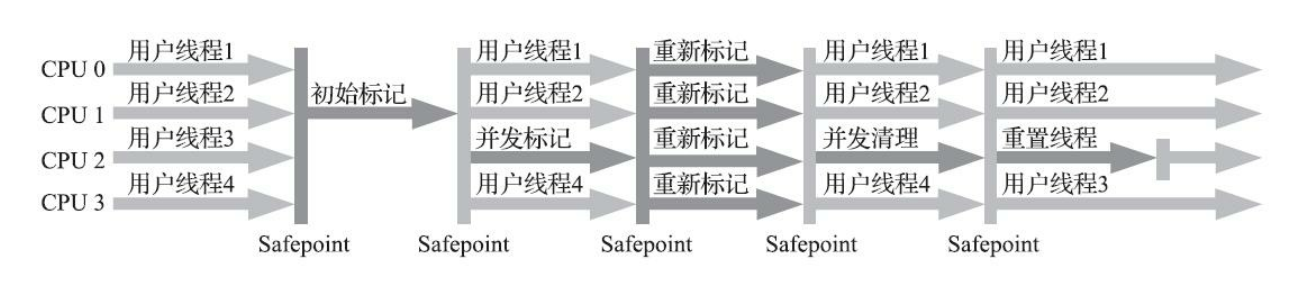 用户线程1 用户线程1 重新标记 用户线程1 用户线程1
CPU 0
用户线程2 初始标记 用户线程2 重新标记 用户线程2 用户线程2
CPU 1
用户线程3 并发标记 重新标记 并发清理 重置线程
CPU 2
用户线程4 用户线程4 重新标记 用户线程4 用户线程3
CPU 3
Safepoint Safepoint Safepoint Safepoint Safepoint